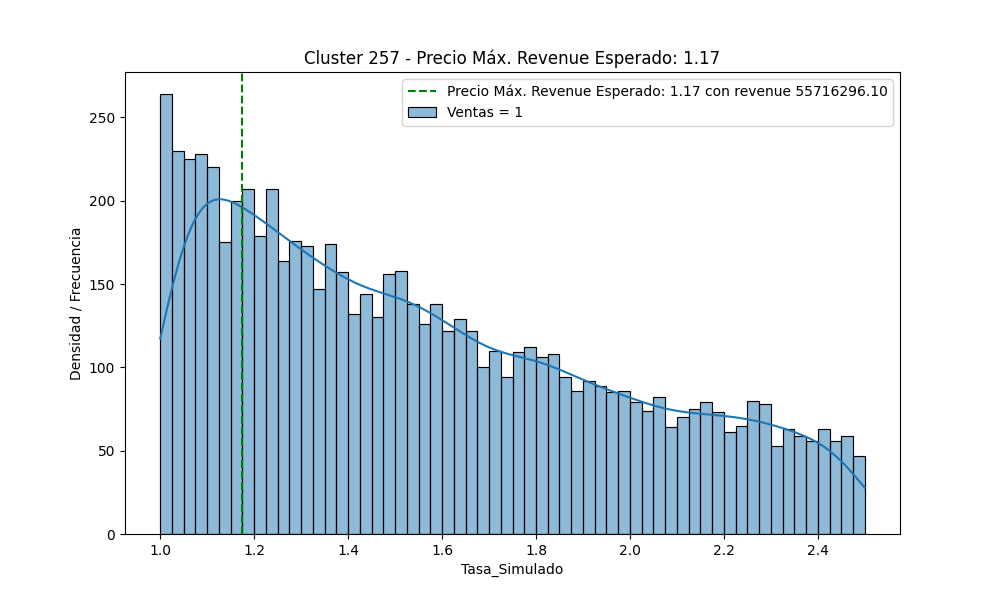 Cluster 257 - Precio Máx. Revenue Esperado: 1.17
Precio Máx. Revenue Esperado: 1.17 con revenue 55716296.10
Ventas = 1
Densidad / Frecuencia
250
200
150
100
50
0
1.0 1.2 1.4 1.6 1.8 2.0 2.2 2.4
Tasa_Simulado